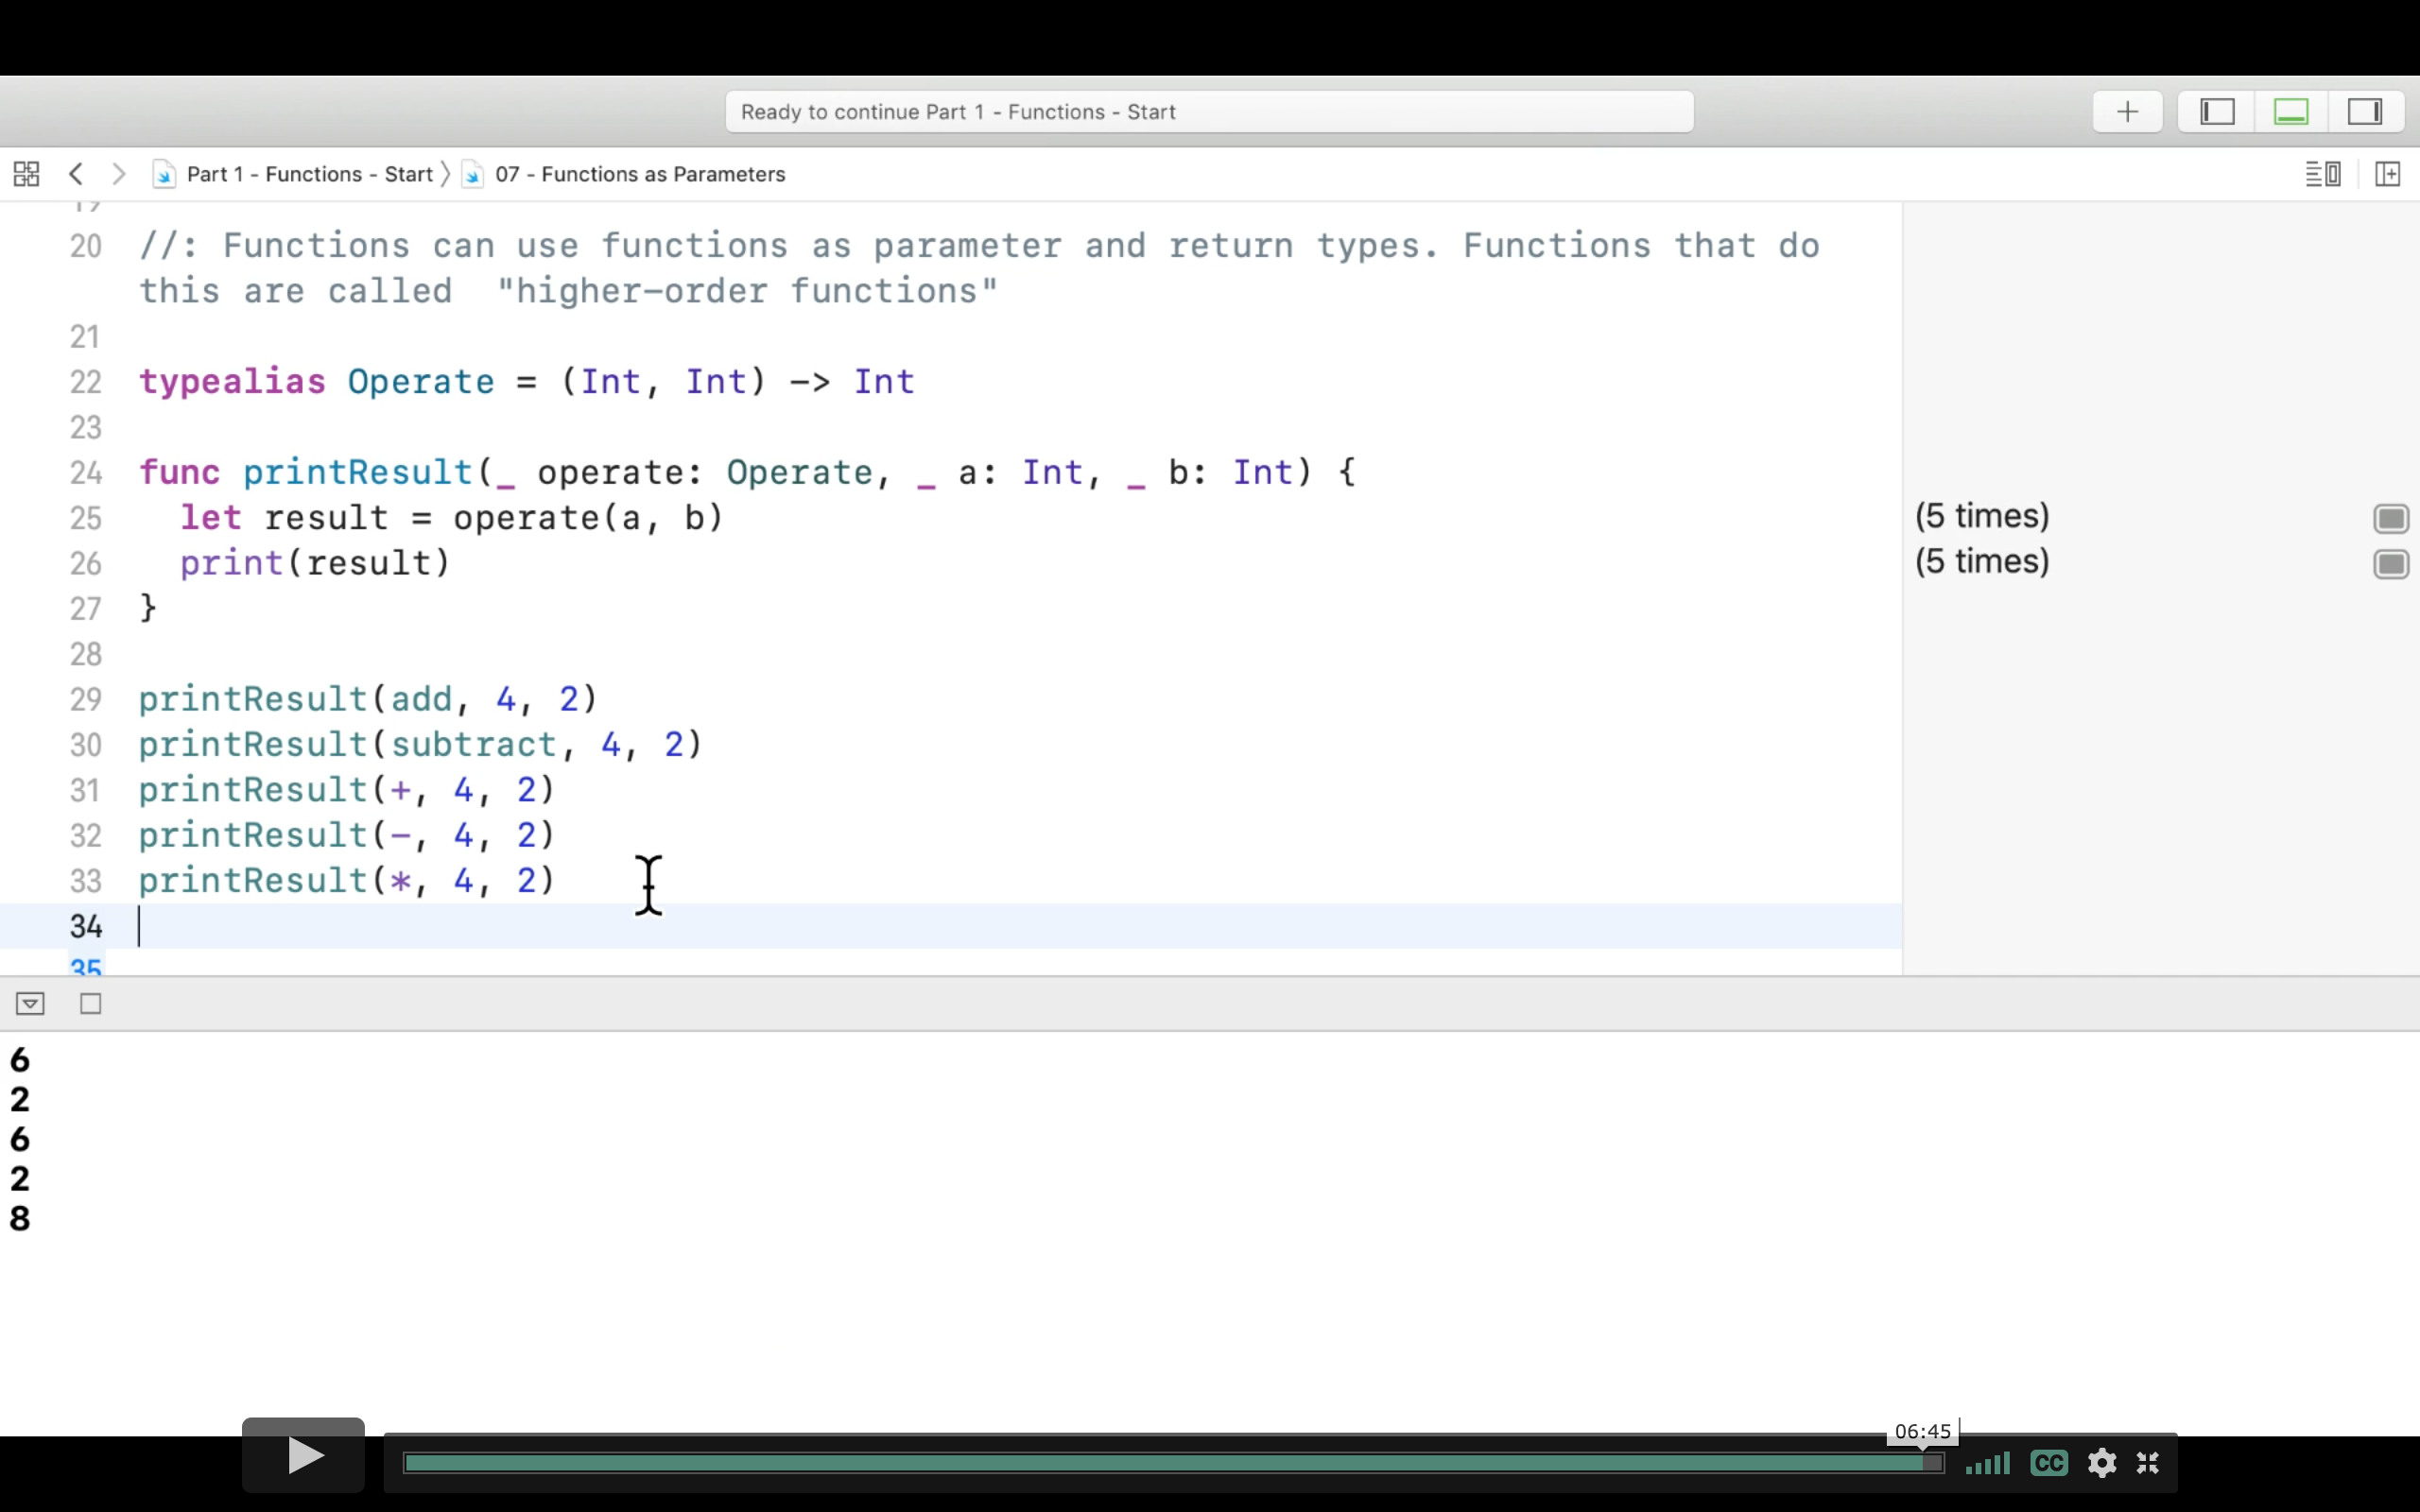 Ready to continue Part 1 - Functions - Start
Part 1 - Functions - Start 〉 07 - Functions as Parameters
19
20 //: Functions can use functions as parameter and return types. Functions that do
this are called  "higher-order functions"
21
22 typealias Operate = (Int, Int) -> Int
23
24 func printResult(_ operate: Operate, _ a: Int, _ b: Int) {
25   let result = operate(a, b) (5 times)
26   print(result) (5 times)
27 }
28
29 printResult(add, 4, 2)
30 printResult(subtract, 4, 2)
31 printResult(+, 4, 2)
32 printResult(-, 4, 2)
33 printResult(*, 4, 2)
34
35
6
2
6
2
8
06:45
CC